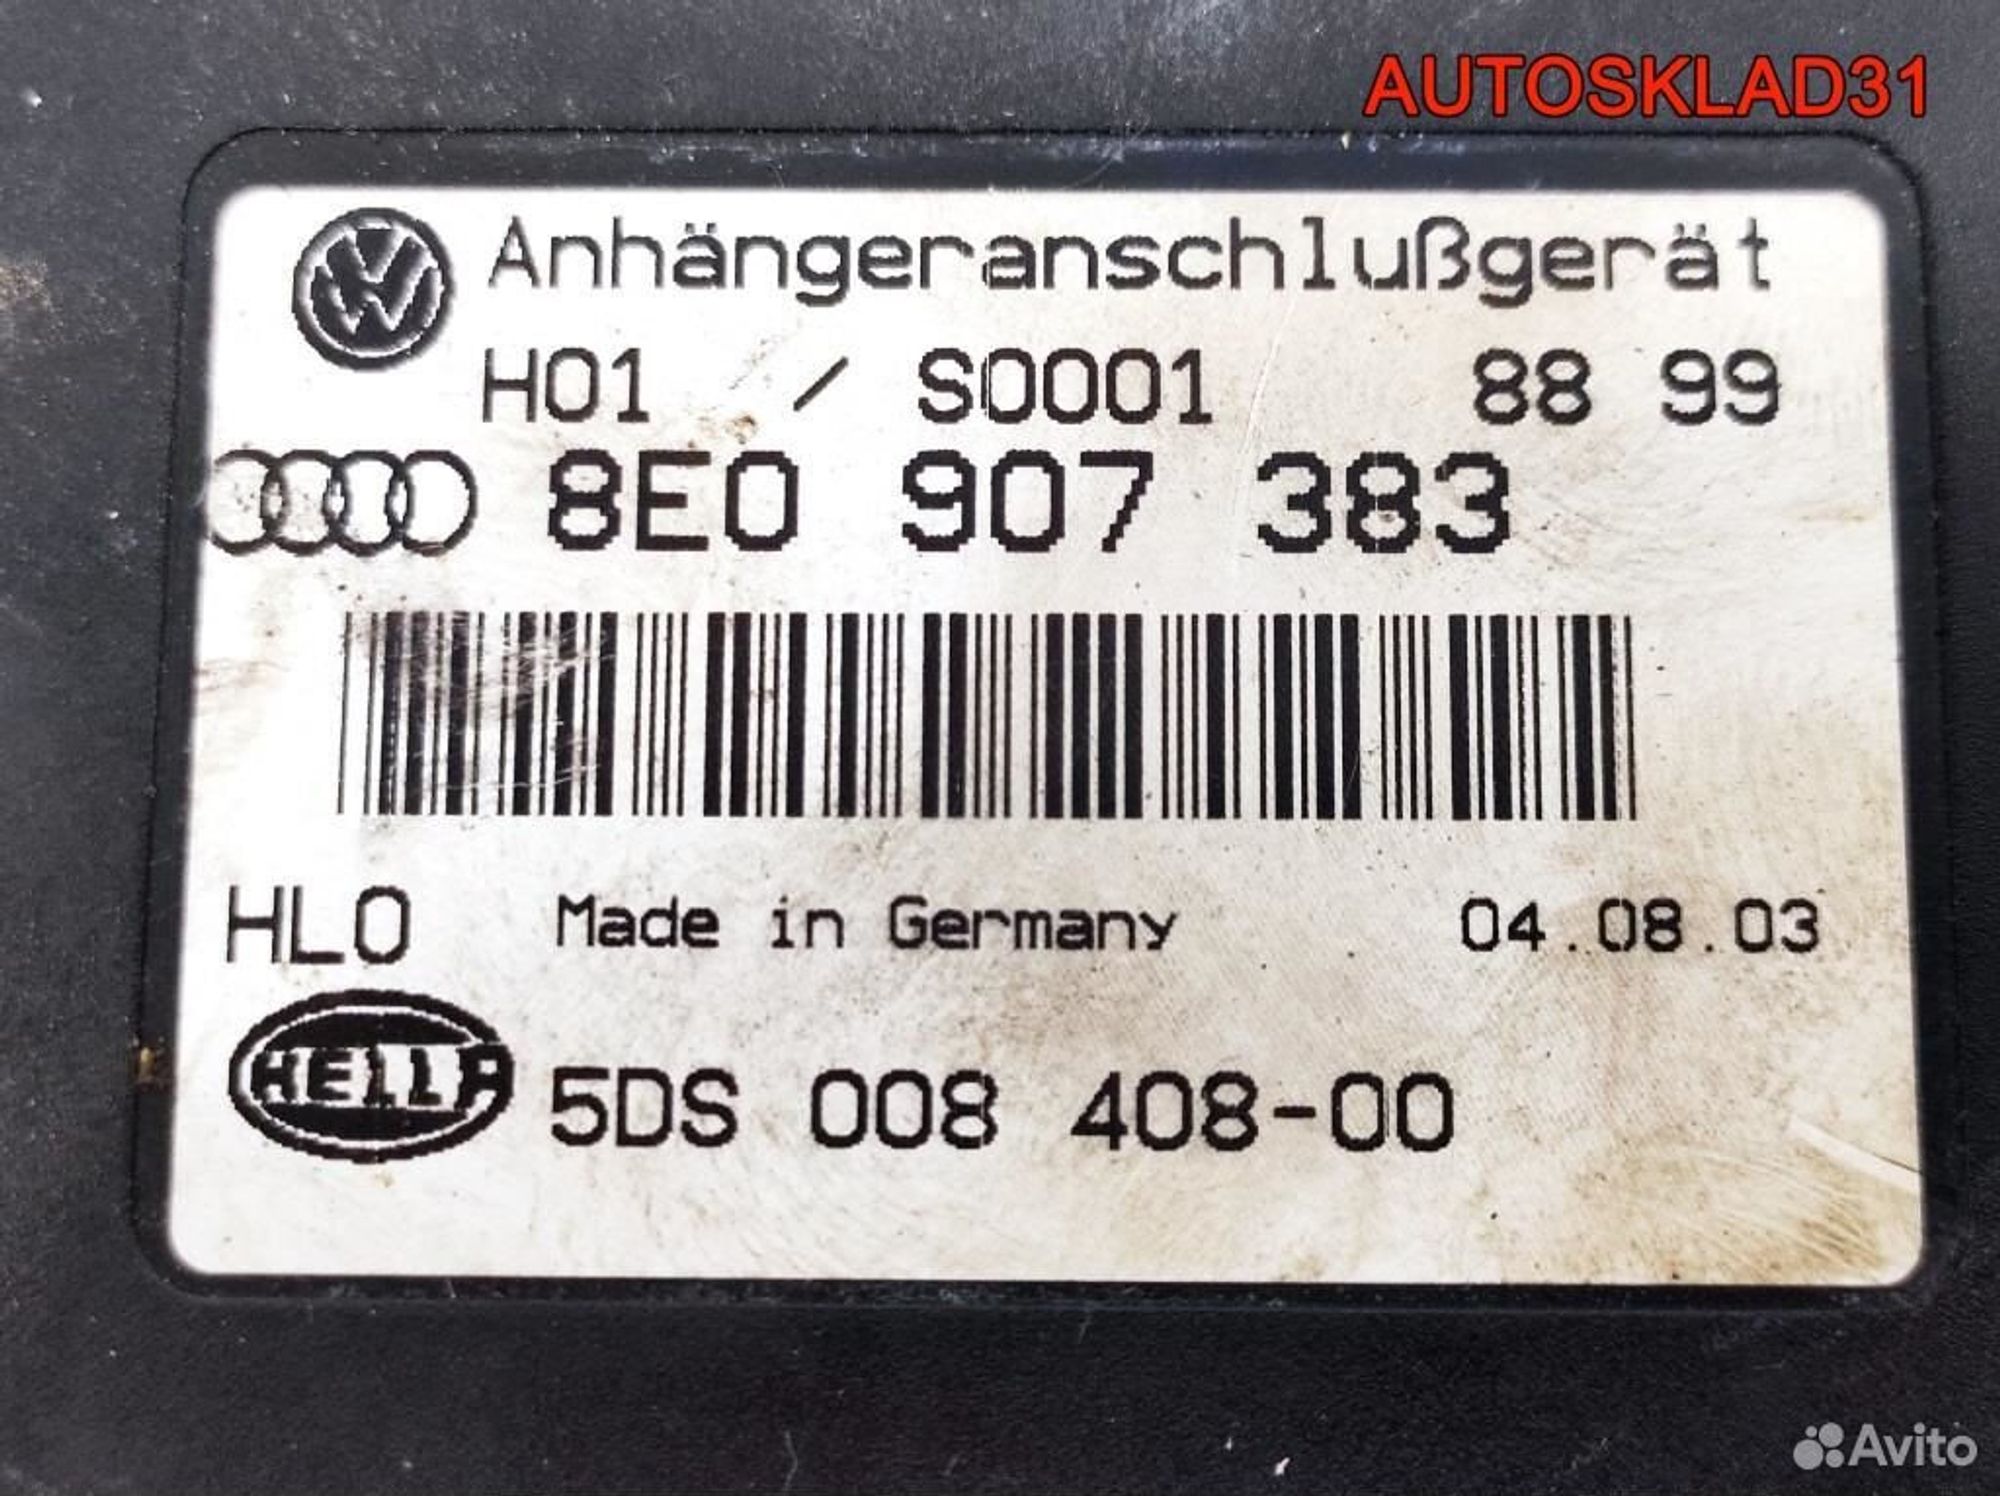 AUTOSKLAD31
Anhängeranschlußgerät
H01 / S0001 88 99
8E0 907 383
HLO Made in Germany 04.08.03
HELLA 5DS 008 408-00
Avito